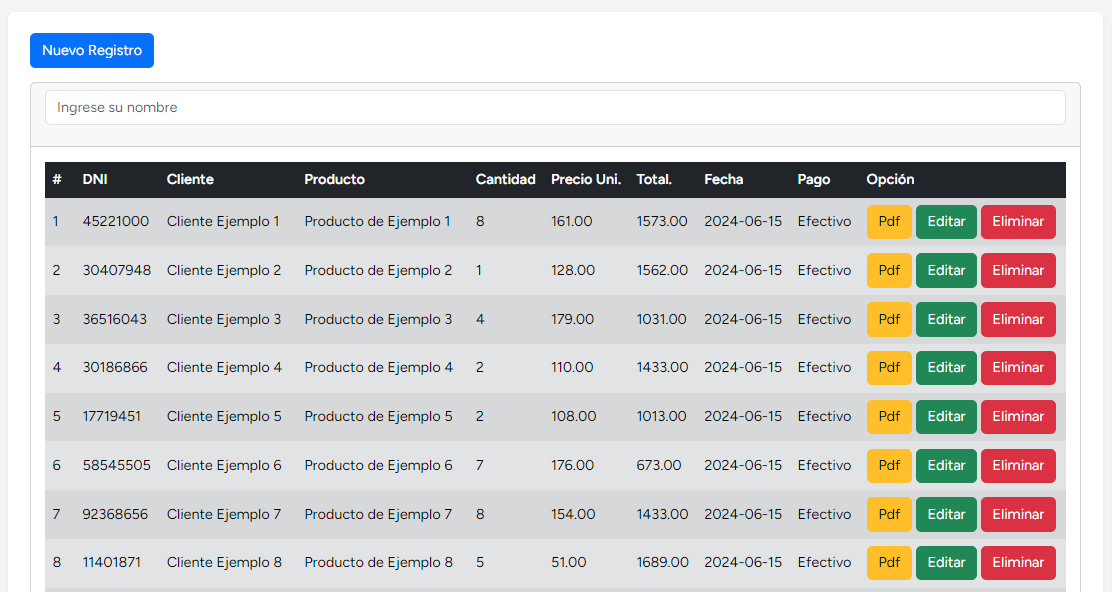 Nuevo Registro
Ingrese su nombre
# DNI Cliente Producto Cantidad Precio Uni. Total. Fecha Pago Opción
1 45221000 Cliente Ejemplo 1 Producto de Ejemplo 1 8 161.00 1573.00 2024-06-15 Efectivo Pdf Editar Eliminar
2 30407948 Cliente Ejemplo 2 Producto de Ejemplo 2 1 128.00 1562.00 2024-06-15 Efectivo Pdf Editar Eliminar
3 36516043 Cliente Ejemplo 3 Producto de Ejemplo 3 4 179.00 1031.00 2024-06-15 Efectivo Pdf Editar Eliminar
4 30186866 Cliente Ejemplo 4 Producto de Ejemplo 4 2 110.00 1433.00 2024-06-15 Efectivo Pdf Editar Eliminar
5 17719451 Cliente Ejemplo 5 Producto de Ejemplo 5 2 108.00 1013.00 2024-06-15 Efectivo Pdf Editar Eliminar
6 58545505 Cliente Ejemplo 6 Producto de Ejemplo 6 7 176.00 673.00 2024-06-15 Efectivo Pdf Editar Eliminar
7 92368656 Cliente Ejemplo 7 Producto de Ejemplo 7 8 154.00 1433.00 2024-06-15 Efectivo Pdf Editar Eliminar
8 11401871 Cliente Ejemplo 8 Producto de Ejemplo 8 5 51.00 1689.00 2024-06-15 Efectivo Pdf Editar Eliminar